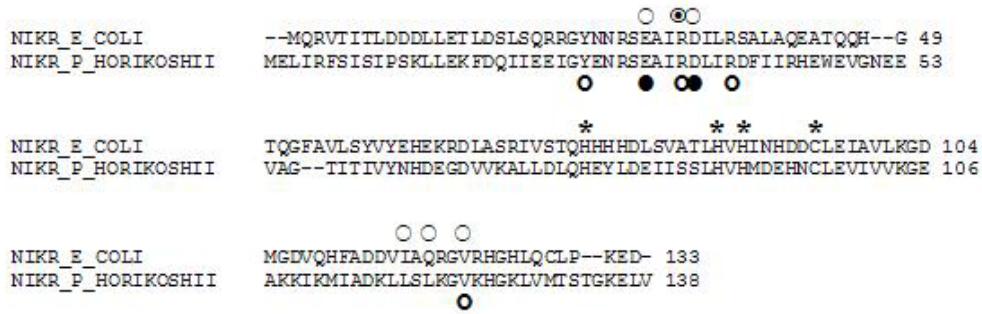 NIKR_E_COLI --MQRVTITLDDDLLETLDSLSQRRGYNNRSEAIRDILRSALAQEATQQH--G 49
NIKR_P_HORIKOSHII MELIRFSISIPSKLLEKFDQIIEEIGYENRSEAIRDLIRDFIIRHEWEVGNEE 53
* * * *
NIKR_E_COLI TQGFAVLSYVYEHEKRDLASRIVSTQHHHHDLSVATLHVHINHDDCLEIAVLKGD 104
NIKR_P_HORIKOSHII VAG--TITIVYNHDEGDVVKALLDLQHEYLDEIISSLHVHMDEHNCLEVIVVKGE 106
NIKR_E_COLI MGDVQHFADDVIAQRGVRHGHLQCLP--KED- 133
NIKR_P_HORIKOSHII AKKIKMIADKLLSLKGVKHGKLVMTSTGKELV 138